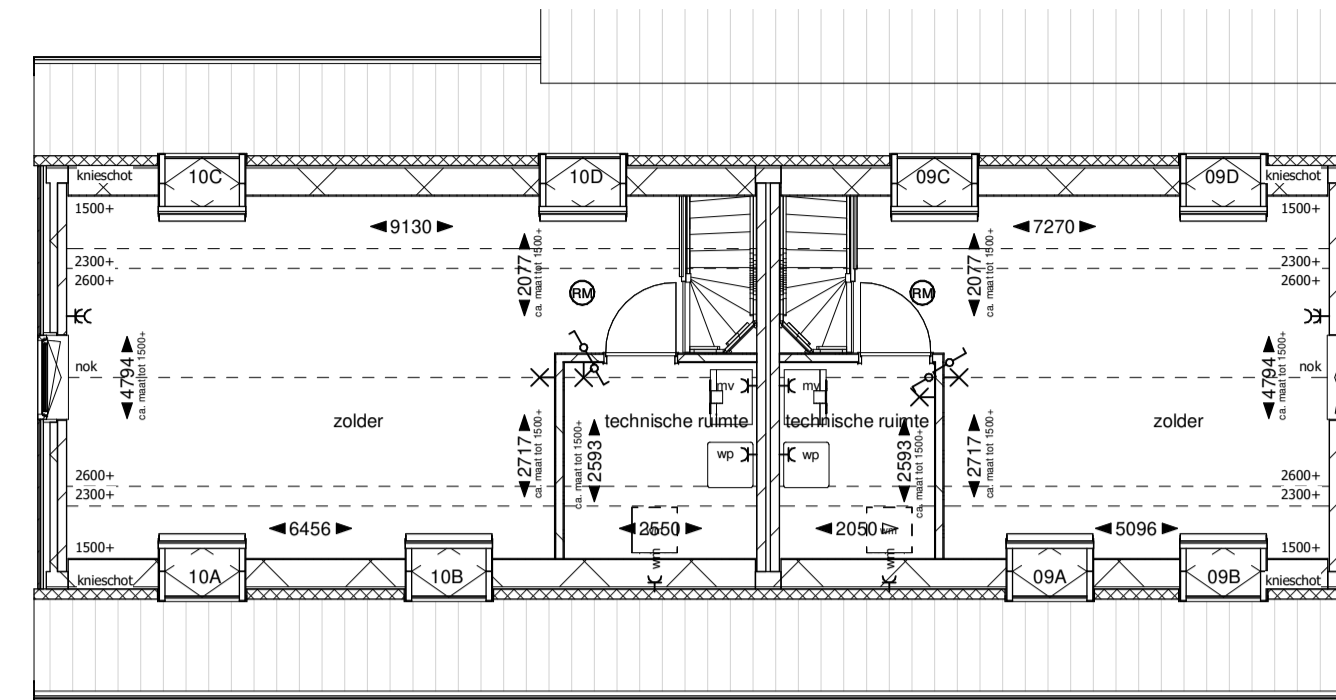 knieschot
10C
10D
09C
09D
knieschot
1500+
9130
7270
1500+
2300+
2600+
2077
ca. maat tot 1500+
RM
RM
2077
ca. maat tot 1500+
2300+
2600+
nok
4794
ca. maat tot 1500+
mv
mv
4794
ca. maat tot 1500+
nok
zolder
technische ruimte
technische ruimte
zolder
2717
ca. maat tot 1500+
2593
ca. maat tot 1500+
wp
wp
2593
ca. maat tot 1500+
2717
ca. maat tot 1500+
2600+
2300+
2600+
2300+
6456
2550
wm
2050
wm
5096
1500+
wm
wm
1500+
knieschot
10A
10B
09A
09B
knieschot